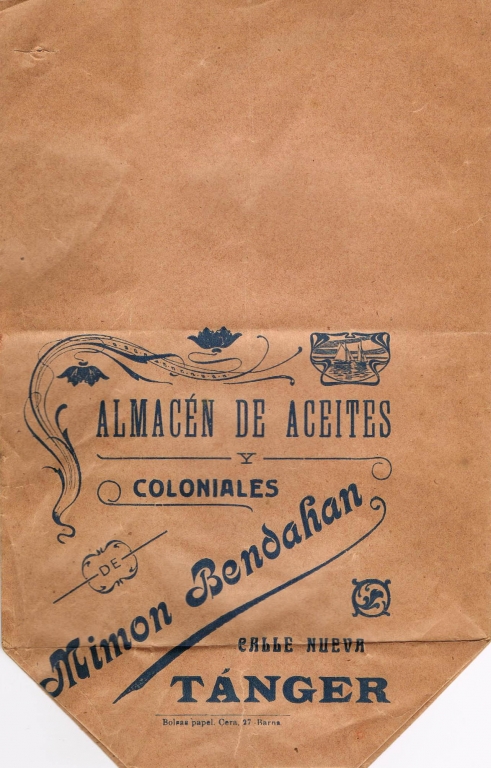 ALMACÉN DE ACEITES
Y
COLONIALES
DE
Mimon Bendahan
CALLE NUEVA
TÁNGER
Bolsas papel. Cera, 27 - Barna.